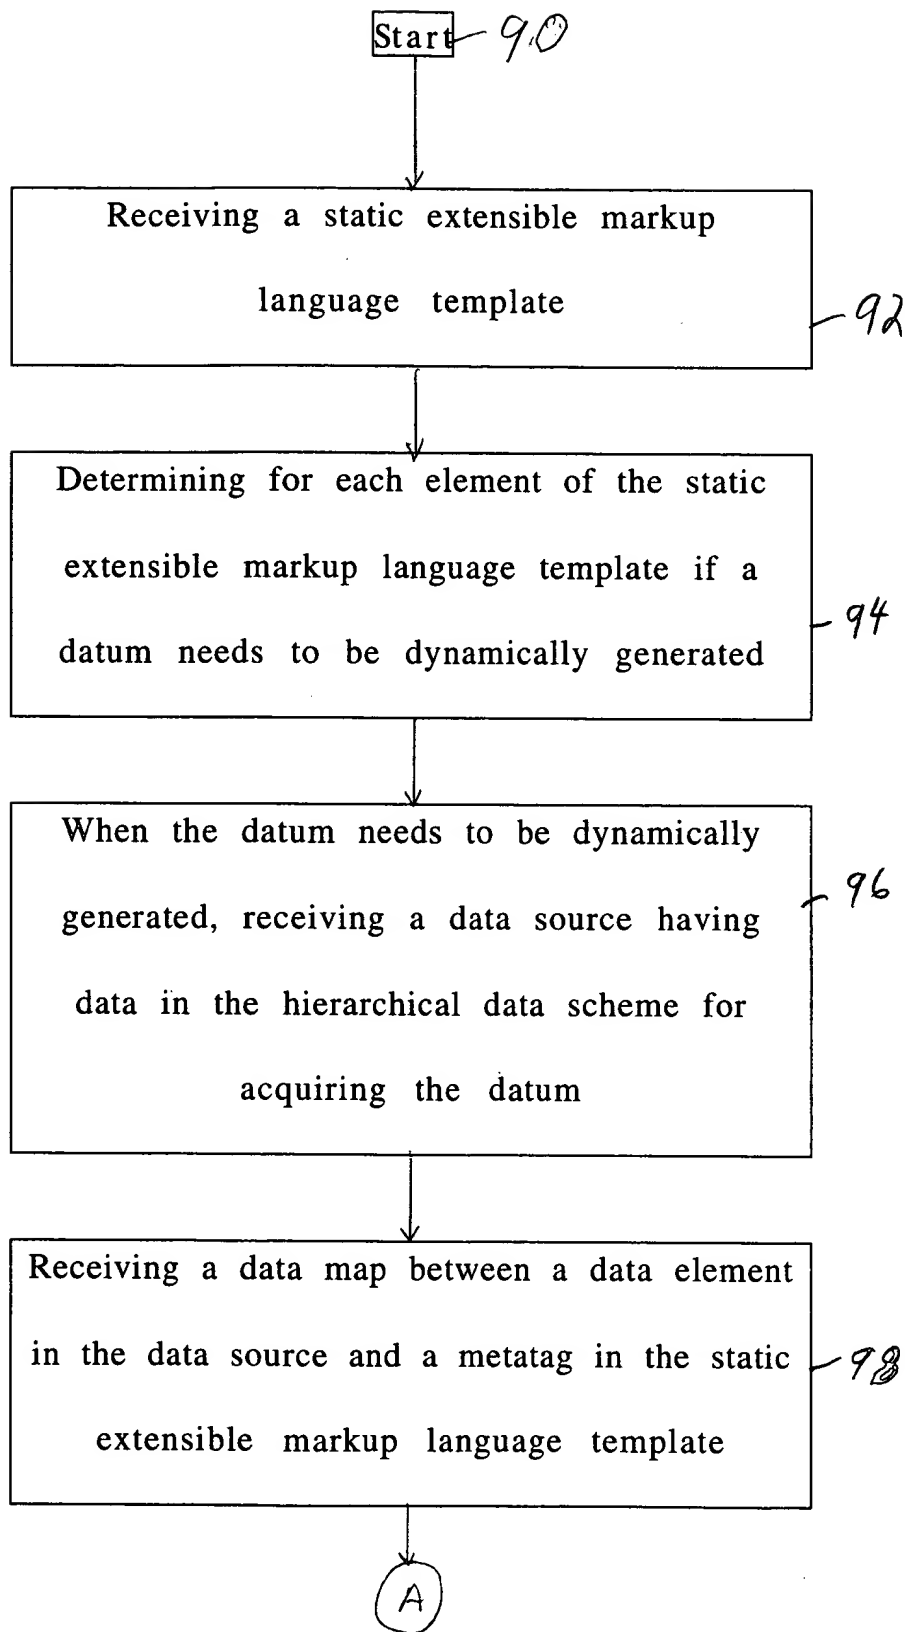 Start 90
Receiving a static extensible markup
language template
92
Determining for each element of the static
extensible markup language template if a
datum needs to be dynamically generated
94
When the datum needs to be dynamically
96
generated, receiving a data source having
data in the hierarchical data scheme for
acquiring the datum
Receiving a data map between a data element
in the data source and a metatag in the static
98
extensible markup language template
A